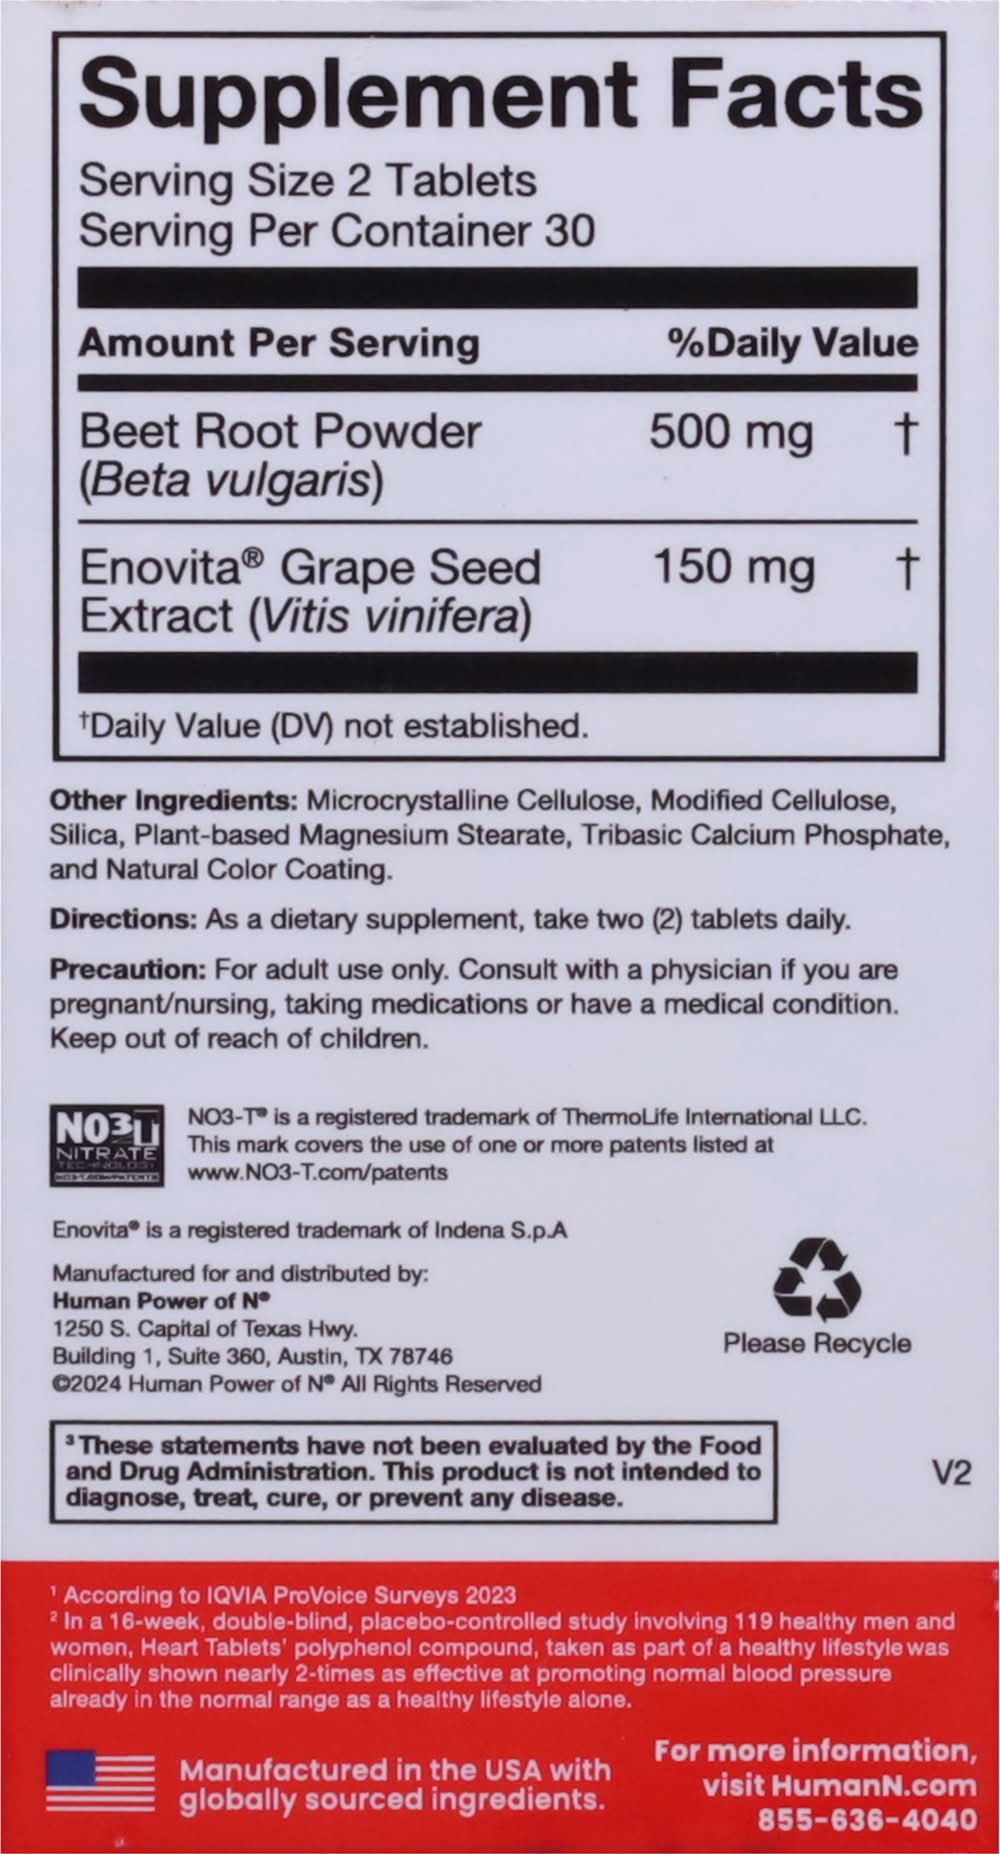 Supplement Facts
Serving Size 2 Tablets
Serving Per Container 30
Amount Per Serving %Daily Value
Beet Root Powder 500 mg †
(Beta vulgaris)
Enovita® Grape Seed 150 mg †
Extract (Vitis vinifera)
†Daily Value (DV) not established.
Other Ingredients: Microcrystalline Cellulose, Modified Cellulose,
Silica, Plant-based Magnesium Stearate, Tribasic Calcium Phosphate,
and Natural Color Coating.
Directions: As a dietary supplement, take two (2) tablets daily.
Precaution: For adult use only. Consult with a physician if you are
pregnant/nursing, taking medications or have a medical condition.
Keep out of reach of children.
NO3-T
NITRATE
TECHNOLOGY
NO3-T.COM/PATENTS
NO3-T® is a registered trademark of ThermoLife International LLC.
This mark covers the use of one or more patents listed at
www.NO3-T.com/patents
Enovita® is a registered trademark of Indena S.p.A
Manufactured for and distributed by:
Human Power of N®
1250 S. Capital of Texas Hwy.
Building 1, Suite 360, Austin, TX 78746
©2024 Human Power of N® All Rights Reserved
Please Recycle
³ These statements have not been evaluated by the Food
and Drug Administration. This product is not intended to
diagnose, treat, cure, or prevent any disease.
V2
¹ According to IQVIA ProVoice Surveys 2023
² In a 16-week, double-blind, placebo-controlled study involving 119 healthy men and
women, Heart Tablets' polyphenol compound, taken as part of a healthy lifestyle was
clinically shown nearly 2-times as effective at promoting normal blood pressure
already in the normal range as a healthy lifestyle alone.
Manufactured in the USA with
globally sourced ingredients.
For more information,
visit HumanN.com
855-636-4040